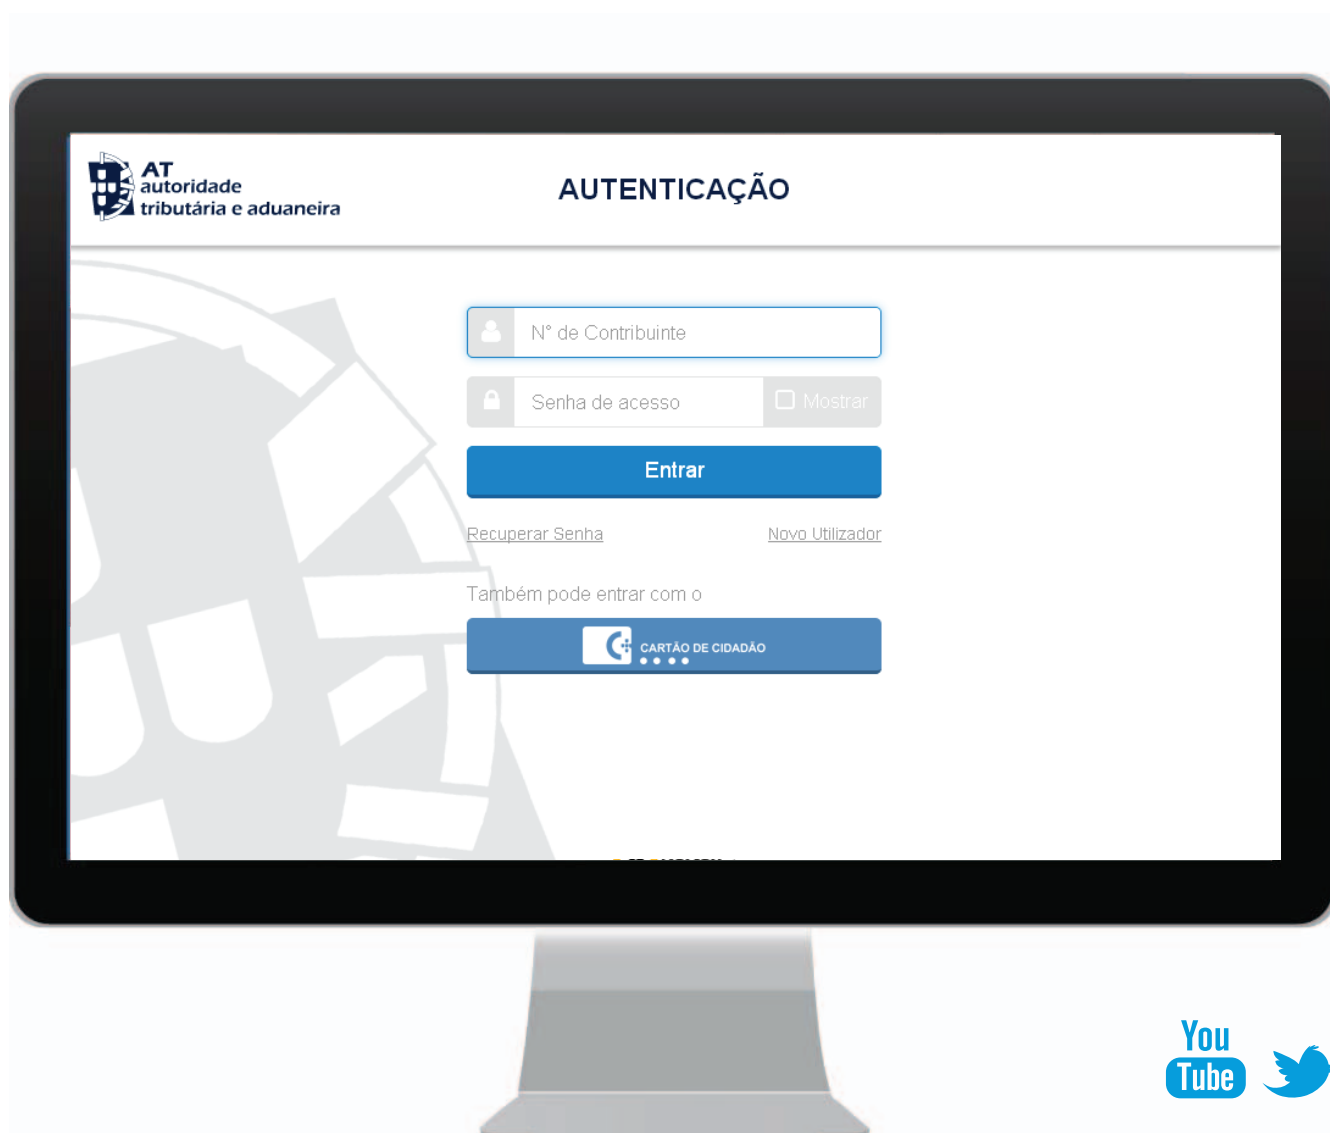 AT
autoridade
tributária e aduaneira
AUTENTICAÇÃO
N° de Contribuinte
Senha de acesso
Mostrar
Entrar
Recuperar Senha
Novo Utilizador
Também pode entrar com o
CARTÃO DE CIDADÃO
You
Tube